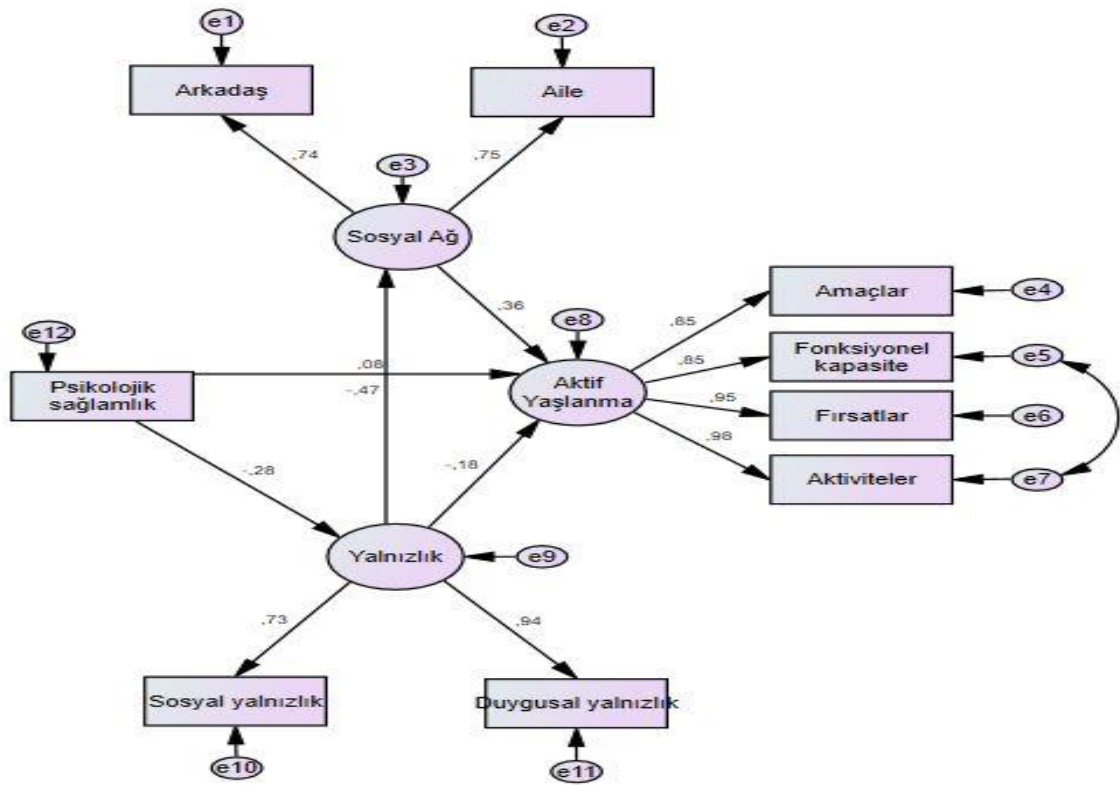 e1
e2
Arkadaş
Aile
,74
,75
e3
Sosyal Ağ
,36
e8
,85
Amaçlar
e4
e12
Psikolojik
sağlamlık
,08
-,47
Aktif
Yaşlanma
,85
Fonksiyonel
kapasite
e5
,95
Fırsatlar
e6
,98
Aktiviteler
e7
-,28
-,18
Yalnızlık
e9
,73
,94
Sosyal yalnızlık
Duygusal yalnızlık
e10
e11